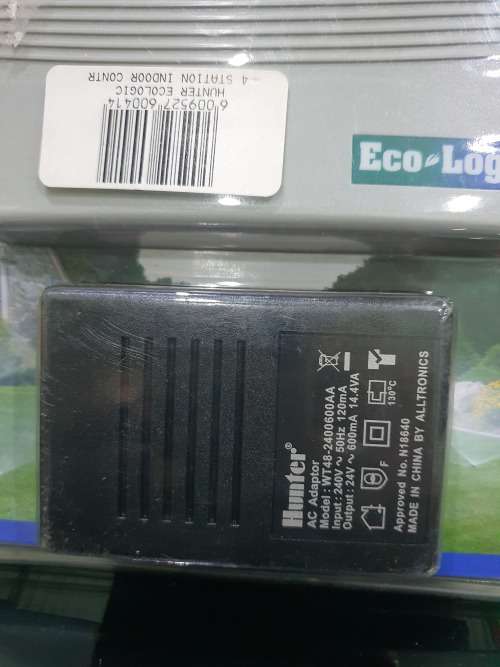 6 009527 600414
HUNTER ECOLOGIC
- 4 STATION INDOOR CONTR
Eco Log
Hunter®
AC Adaptor
Model : WT48-2400600AA
Input : 240V ~ 50Hz 120mA
Output : 24V ~ 600mA 14.4VA
F
130°C
Approved No. N18640
MADE IN CHINA BY ALLTRONICS